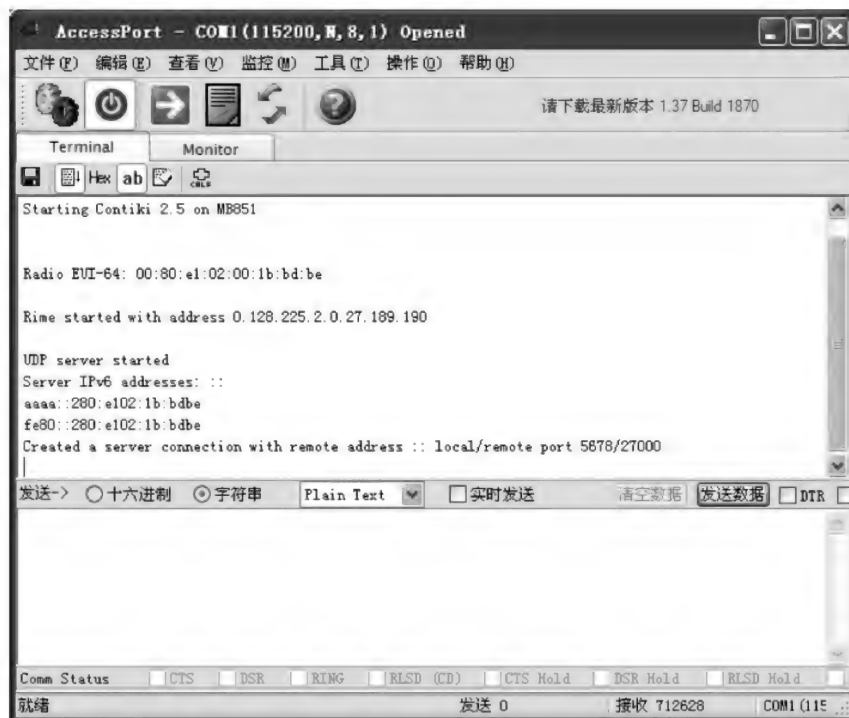 AccessPort - COM1(115200,N,8,1) Opened
文件(F) 编辑(E) 查看(V) 监控(M) 工具(T) 操作(O) 帮助(H)
请下载最新版本 1.37 Build 1870
Terminal Monitor
Hex ab
Starting Contiki 2.5 on MB851
Radio EUI-64: 00:80:e1:02:00:1b:bd:be
Rime started with address 0.128.225.2.0.27.189.190
UDP server started
Server IPv6 addresses: ::
aaaa::280:e102:1b:bdbe
fe80::280:e102:1b:bdbe
Created a server connection with remote address :: local/remote port 5678/27000
发送-> 十六进制 字符串 Plain Text 实时发送 清空数据 发送数据 DTR
Comm Status CTS DSR RING RLSD (CD) CTS Hold DSR Hold RLSD Hold
就绪 发送 0 接收 712628 COM1 (115